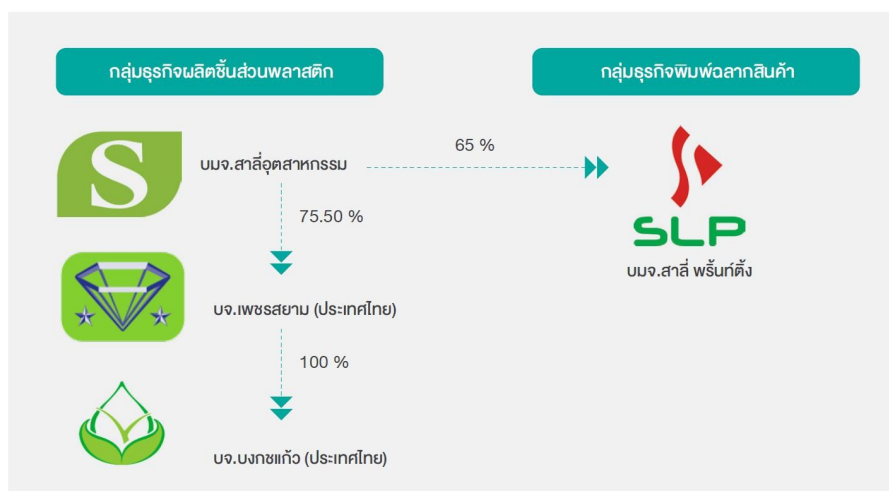 กลุ่มธุรกิจผลิตชิ้นส่วนพลาสติก
กลุ่มธุรกิจพิมพ์ฉลากสินค้า
S
บมจ.สาลี่อุตสาหกรรม
65 %
75.50 %
SLP
บมจ.สาลี่ พริ้นท์ติ้ง
บจ.เพชรสยาม (ประเทศไทย)
100 %
บจ.บงกชแก้ว (ประเทศไทย)